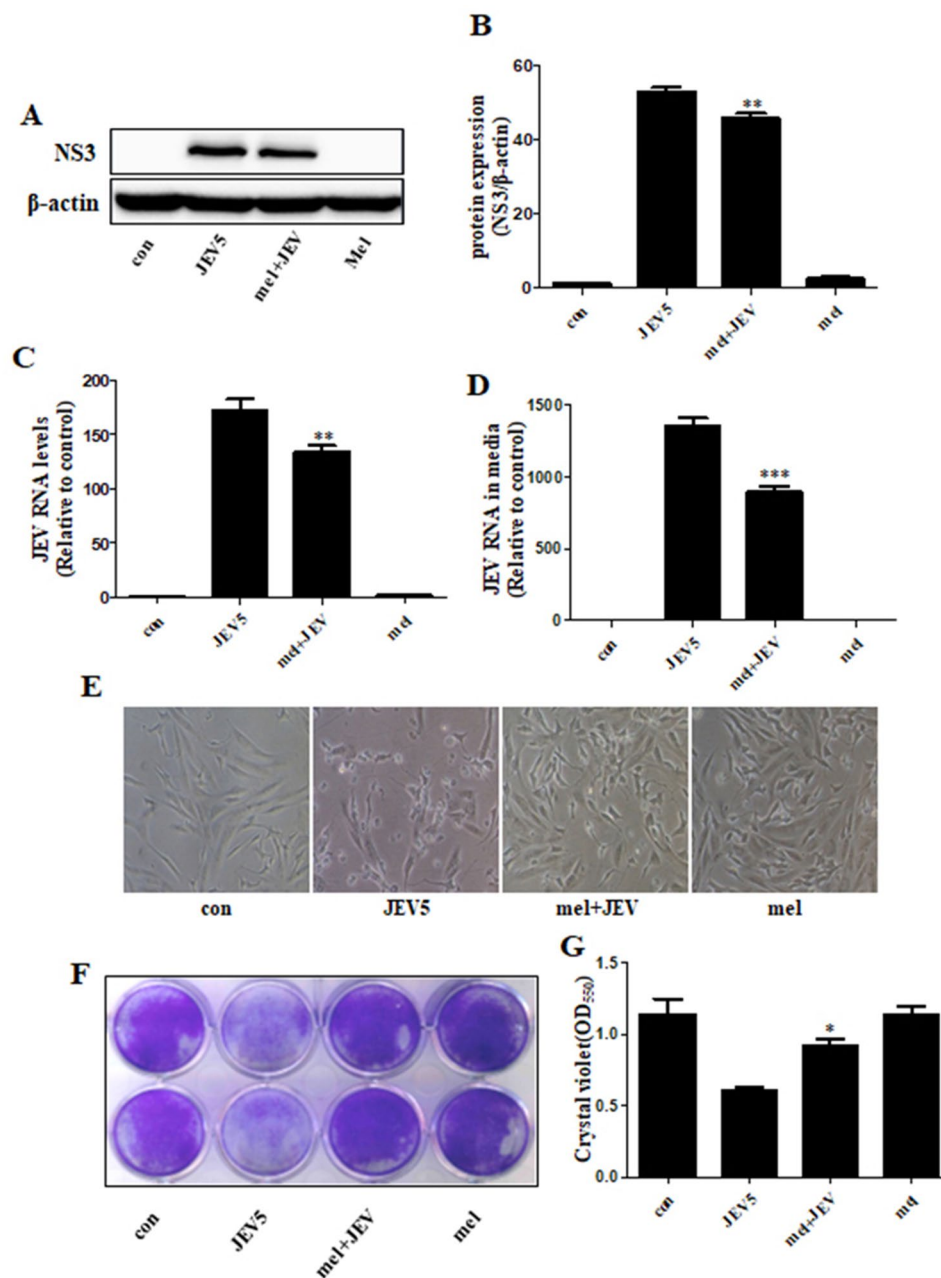 A
NS3
β-actin
con
JEV5
mel+JEV
Mel
B
protein expression
(NS3/β-actin)
60
40
20
0
**
con
JEV5
mel+JEV
mel
C
JEV RNA levels
(Relative to control)
200
150
100
50
0
**
con
JEV5
mel+JEV
mel
D
JEV RNA in media
(Relative to control)
1500
1000
500
0
***
con
JEV5
mel+JEV
mel
E
con
JEV5
mel+JEV
mel
F
con
JEV5
mel+JEV
mel
G
Crystal violet(OD550)
1.5
1.0
0.5
0.0
*
con
JEV5
mel+JEV
mel